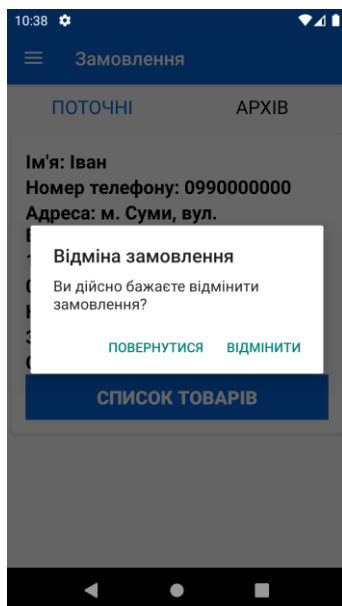 10:38
Замовлення
ПОТОЧНІ АРХІВ
Ім'я: Іван
Номер телефону: 0990000000
Адреса: м. Суми, вул.
Відміна замовлення
Ви дійсно бажаєте відмінити
замовлення?
ПОВЕРНУТИСЯ ВІДМІНИТИ
СПИСОК ТОВАРІВ